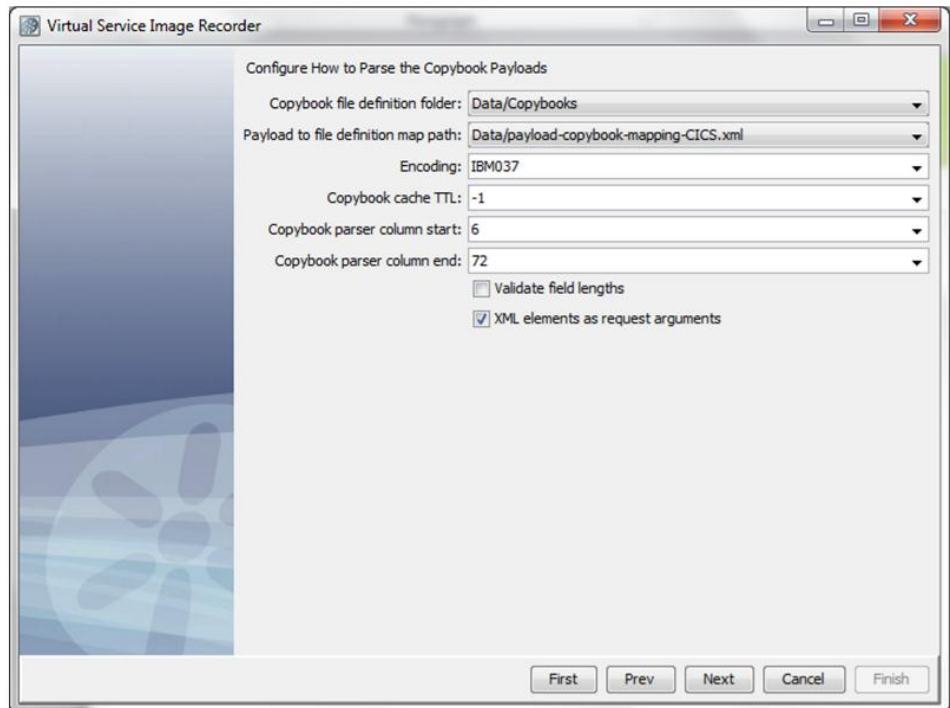 Virtual Service Image Recorder
Configure How to Parse the Copybook Payloads
Copybook file definition folder: Data/Copybooks
Payload to file definition map path: Data/payload-copybook-mapping-CICS.xml
Encoding: IBM037
Copybook cache TTL: -1
Copybook parser column start: 6
Copybook parser column end: 72
Validate field lengths
XML elements as request arguments
First Prev Next Cancel Finish